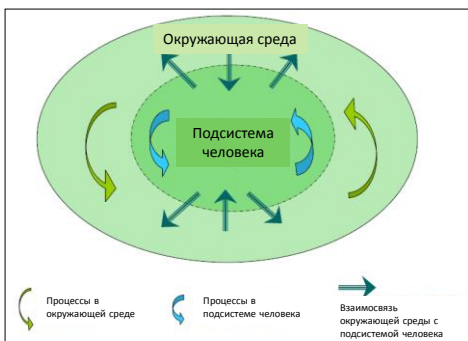 Окружающая среда
Подсистема
человека
Процессы в
окружающей среде
Процессы в
подсистеме человека
Взаимосвязь
окружающей среды с
подсистемой человека